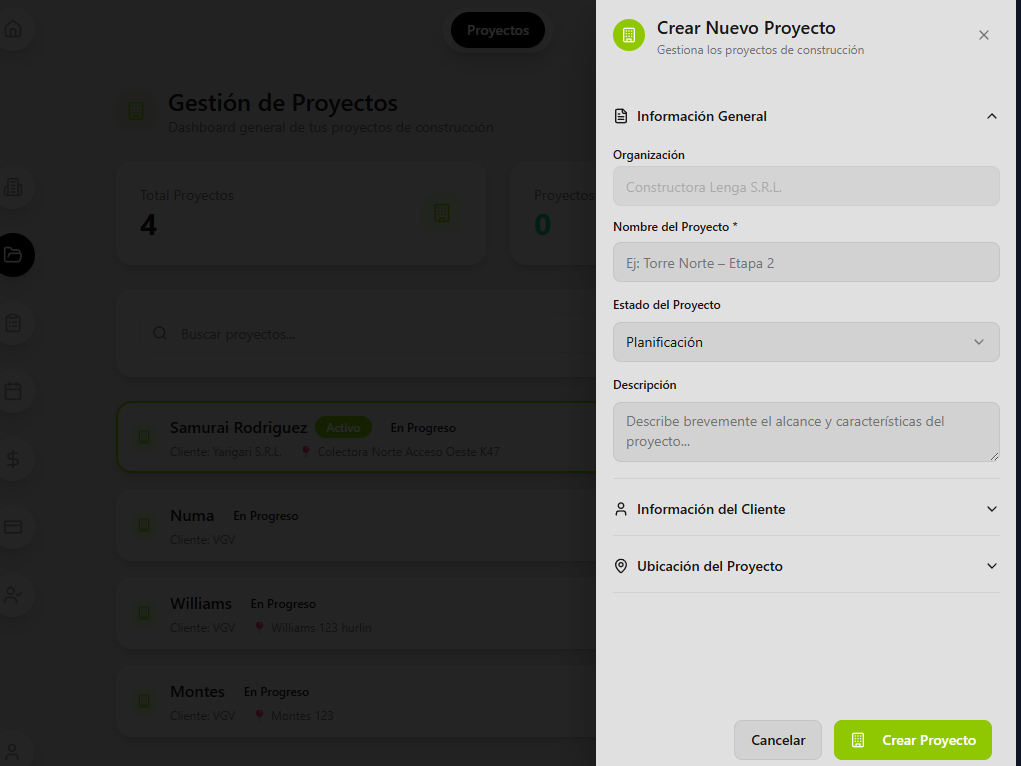 Proyectos
Gestión de Proyectos
Dashboard general de tus proyectos de construcción
Total Proyectos
4
Proyectos
0
Buscar proyectos...
Samurai Rodriguez Activo En Progreso
Cliente: Yangan S.R.L. Colectora Norte Acceso Oeste K47
Numa En Progreso
Cliente: VGV
Williams En Progreso
Cliente: VGV Williams 123 hurlin
Montes En Progreso
Cliente: VGV Montes 123
Crear Nuevo Proyecto
Gestiona los proyectos de construcción
Información General
Organización
Constructora Lenga S.R.L.
Nombre del Proyecto *
Ej: Torre Norte – Etapa 2
Estado del Proyecto
Planificación
Descripción
Describe brevemente el alcance y características del
proyecto...
Información del Cliente
Ubicación del Proyecto
Cancelar
Crear Proyecto